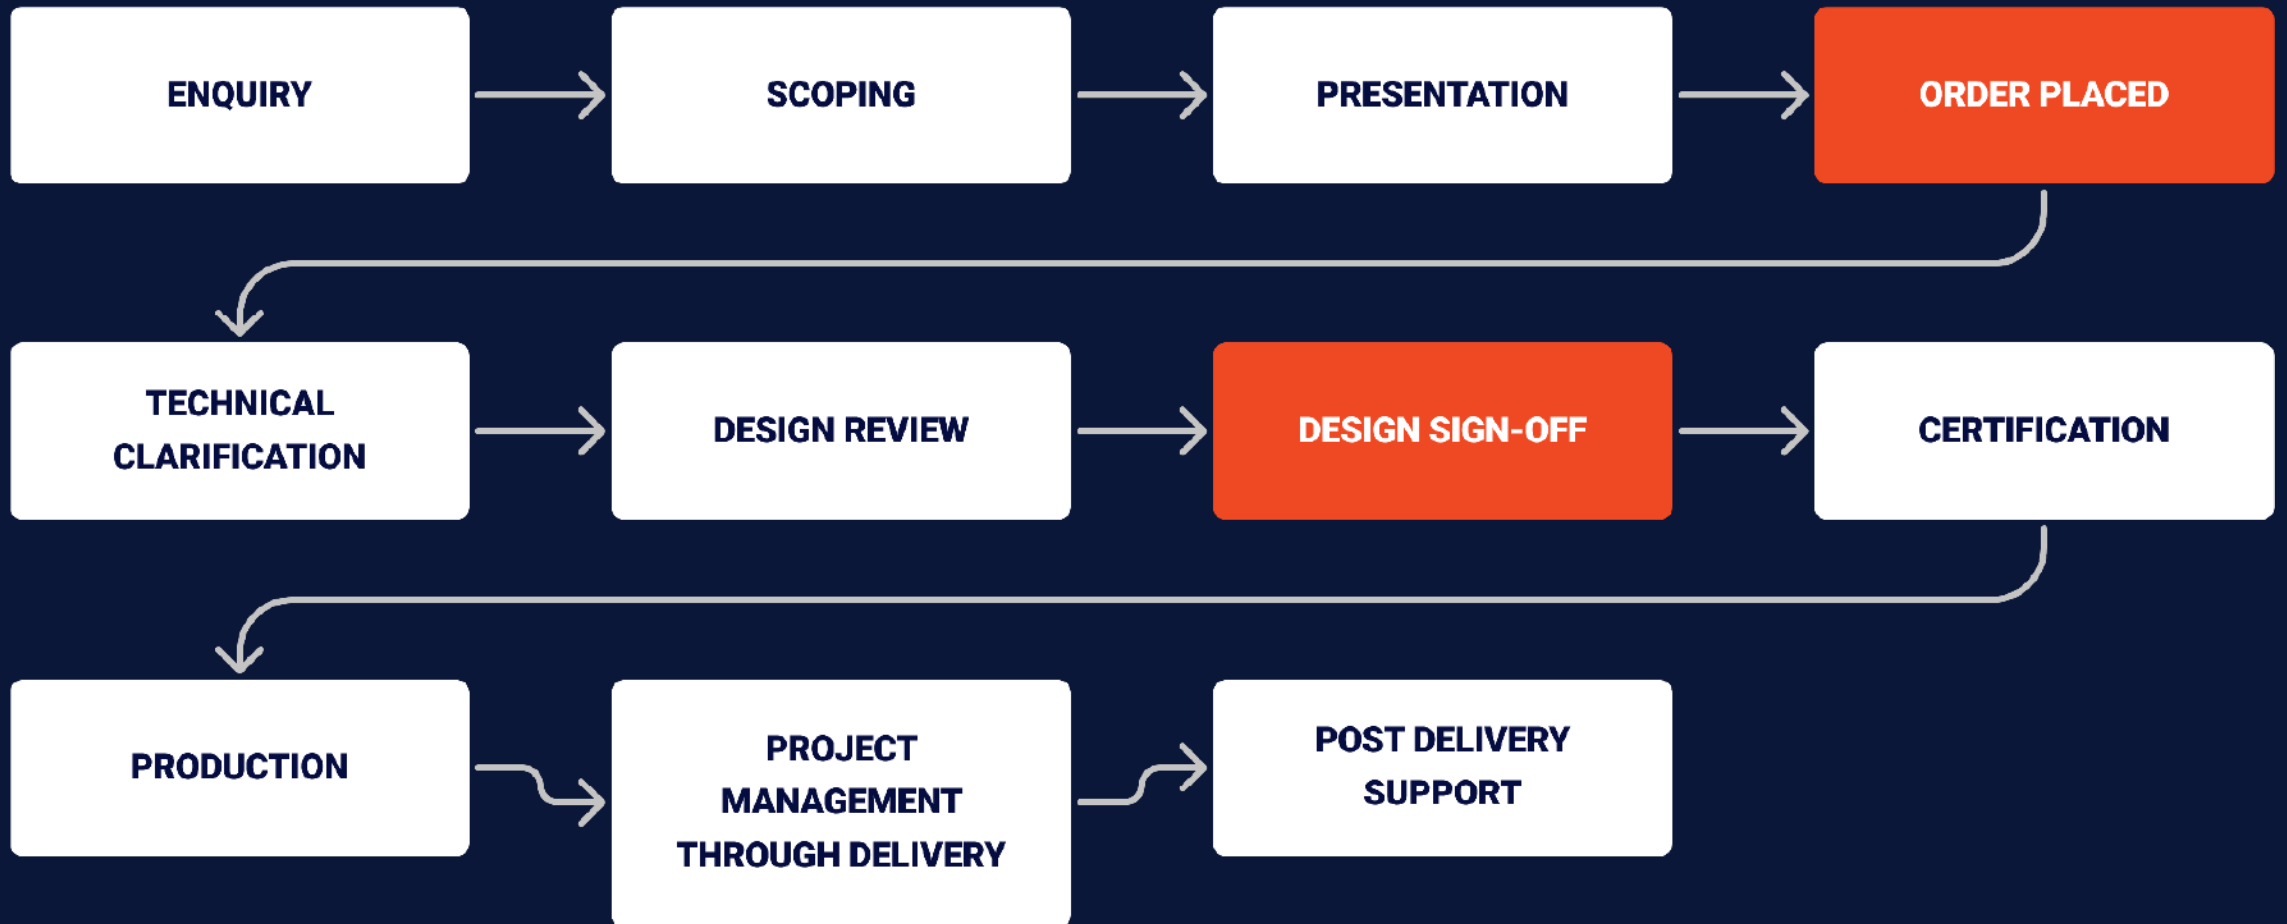 ENQUIRY
SCOPING
PRESENTATION
ORDER PLACED
TECHNICAL
CLARIFICATION
DESIGN REVIEW
DESIGN SIGN-OFF
CERTIFICATION
PRODUCTION
PROJECT
MANAGEMENT
THROUGH DELIVERY
POST DELIVERY
SUPPORT